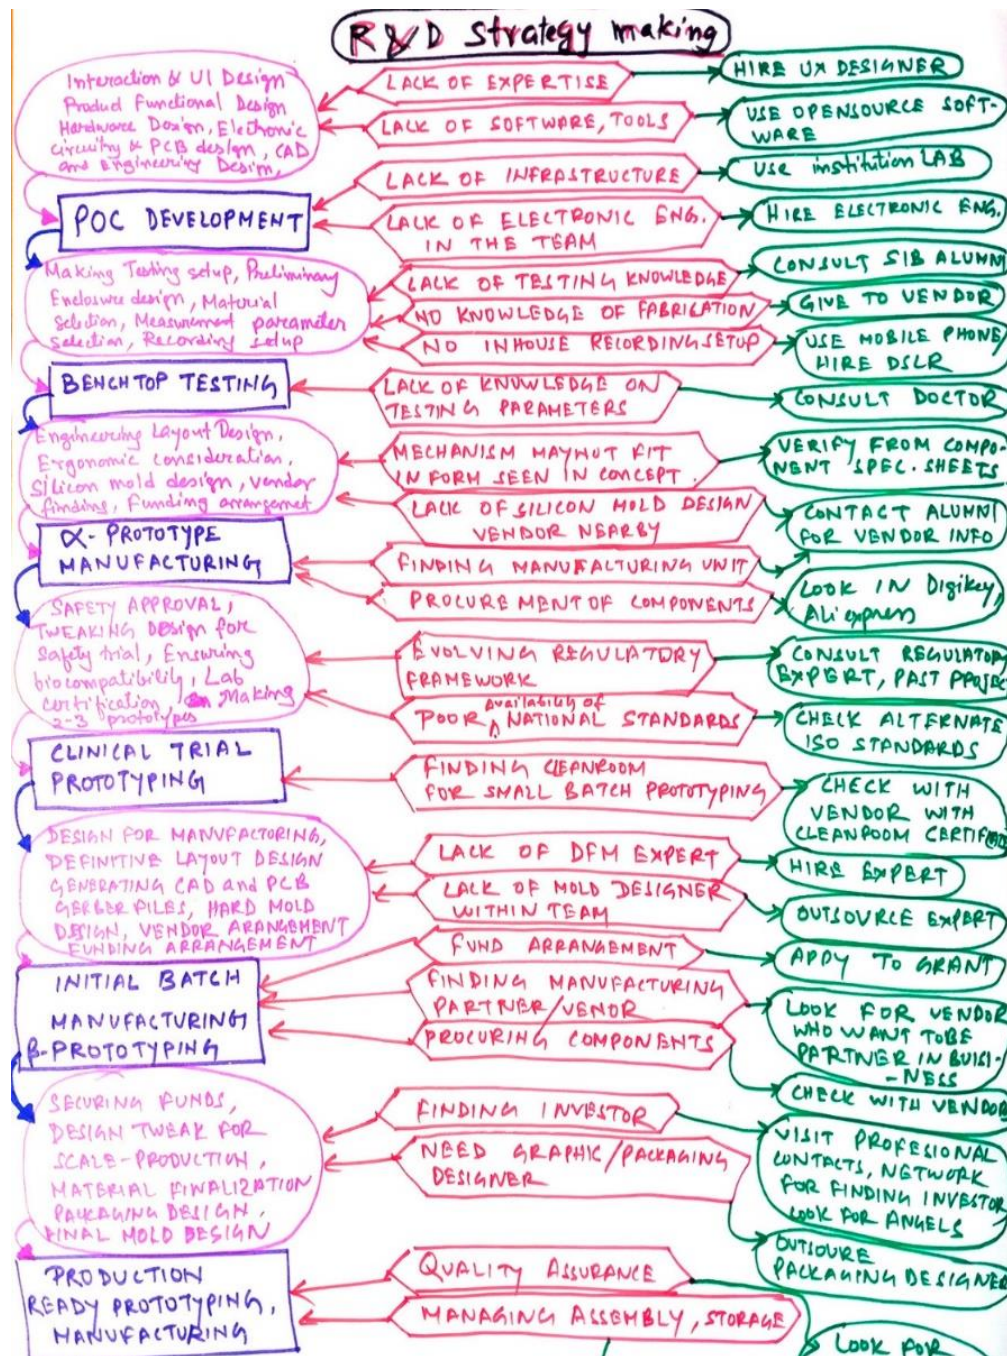 R & D Strategy making
Interaction & UI Design
Product Functional Design
Hardware Design, Electronic
circuitry & PCB design, CAD
and Engineering Design,
LACK OF EXPERTISE
HIRE UX DESIGNER
LACK OF SOFTWARE, TOOLS
USE OPENSOURCE SOFT-
WARE
LACK OF INFRASTRUCTURE
USE institution LAB
POC DEVELOPMENT
LACK OF ELECTRONIC ENG.
IN THE TEAM
HIRE ELECTRONIC ENG.
Making Testing setup, Preliminary
Enclosure design, Material
Selection, Measurement parameter
selection, Recording setup
LACK OF TESTING KNOWLEDGE
CONSULT SIB ALUMNI
NO KNOWLEDGE OF FABRICATION
GIVE TO VENDOR
NO INHOUSE RECORDING SETUP
USE MOBILE PHONE/
HIRE DSLR
BENCHTOP TESTING
LACK OF KNOWLEDGE ON
TESTING PARAMETERS
CONSULT DOCTOR
Engineering Layout Design,
Ergonomic consideration,
Silicon mold design, vendor
finding, Funding arrangemet
MECHANISM MAYNOT FIT
IN FORM SEEN IN CONCEPT.
VERIFY FROM COMPO-
NENT SPEC. SHEETS
LACK OF SILICON MOLD DESIGN
VENDOR NEARBY
CONTACT ALUMNI
FOR VENDOR INFO
α-PROTOTYPE
MANUFACTURING
FINDING MANUFACTURING UNIT
PROCUREMENT OF COMPONENTS
LOOK IN Digikey,
Ali express
SAFETY APPROVAL,
TWEAKING Design for
Safety trial, Ensuring
biocompatibility, Lab
certification, Making
2-3 prototypes
EVOLVING REGULATORY
FRAMEWORK
CONSULT REGULATOR
EXPERT, PAST PROJEC
POOR availability of NATIONAL STANDARDS
CHECK ALTERNATE
ISO STANDARDS
CLINICAL TRIAL
PROTOTYPING
FINDING CLEANROOM
FOR SMALL BATCH PROTOTYPING
CHECK WITH
VENDOR WITH
CLEANROOM
DESIGN FOR MANUFACTURING,
DEFINITIVE LAYOUT DESIGN
GENERATING CAD and PCB
GERBER FILES, HARD MOLD
DESIGN, VENDOR ARANGEMENT
FUNDING ARRANGEMENT
LACK OF DFM EXPERT
HIRE EXPERT
LACK OF MOLD DESIGNER
WITHIN TEAM
OUTSOURCE EXPERT
INITIAL BATCH
MANUFACTURING
β-PROTOTYPING
FUND ARRANGEMENT
APPY TO GRANT
FINDING MANUFACTURING
PARTNER/VENOR
LOOK FOR VENDOR
WHO WANT TOBE
PARTNER IN BUISI-
-NESS
PROCURING COMPONENTS
CHECK WITH VENDOR
SECURING FUNDS,
DESIGN TWEAK FOR
SCALE-PRODUCTION,
MATERIAL FINALIZATION
PACKAGING DESIGN,
FINAL MOLD DESIGN
FINDING INVESTOR
VISIT PROFESIONAL
CONTACTS, NETWORK
FOR FINDING INVESTOR
LOOK FOR ANGELS
NEED GRAPHIC/PACKAGING
DESIGNER
OUTSOURE
PACKAGING DESIGNER
PRODUCTION
READY PROTOTYPING,
MANUFACTURING
QUALITY ASSURANCE
MANAGING ASSEMBLY, STORAGE
LOOK FOR